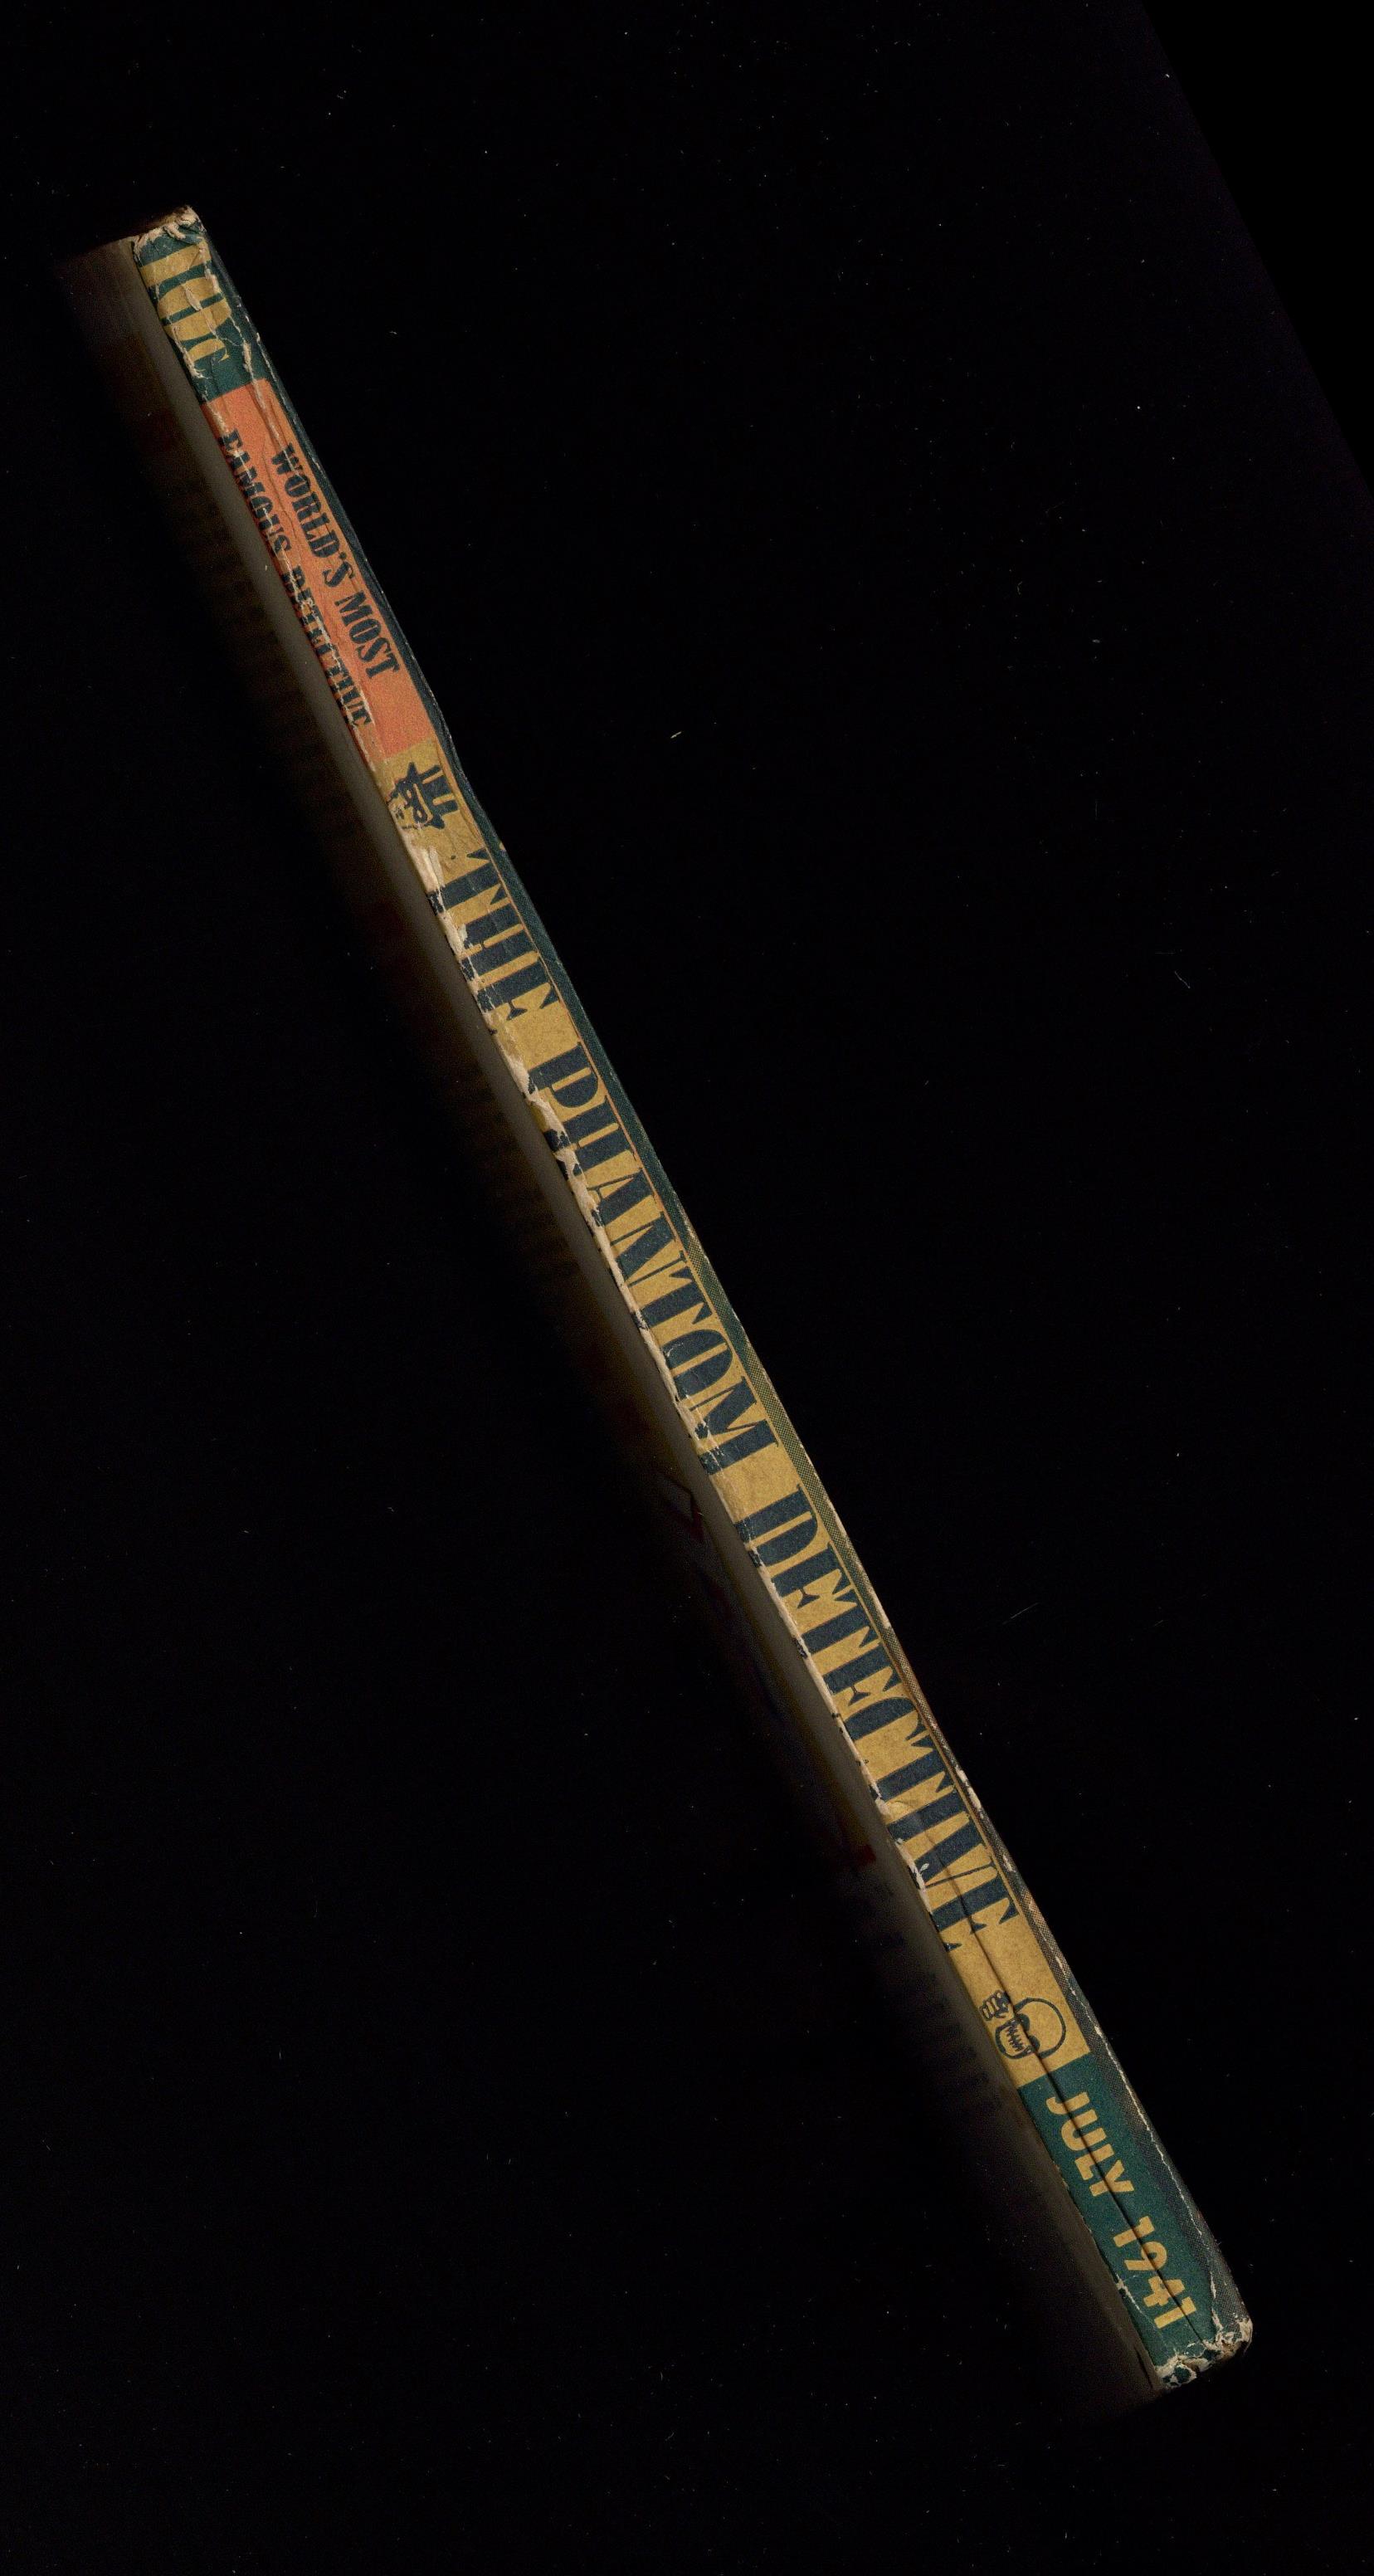 10¢
WORLD'S MOST
FAMOUS DETECTIVE
THE PHANTOM DETECTIVE
JULY 1941